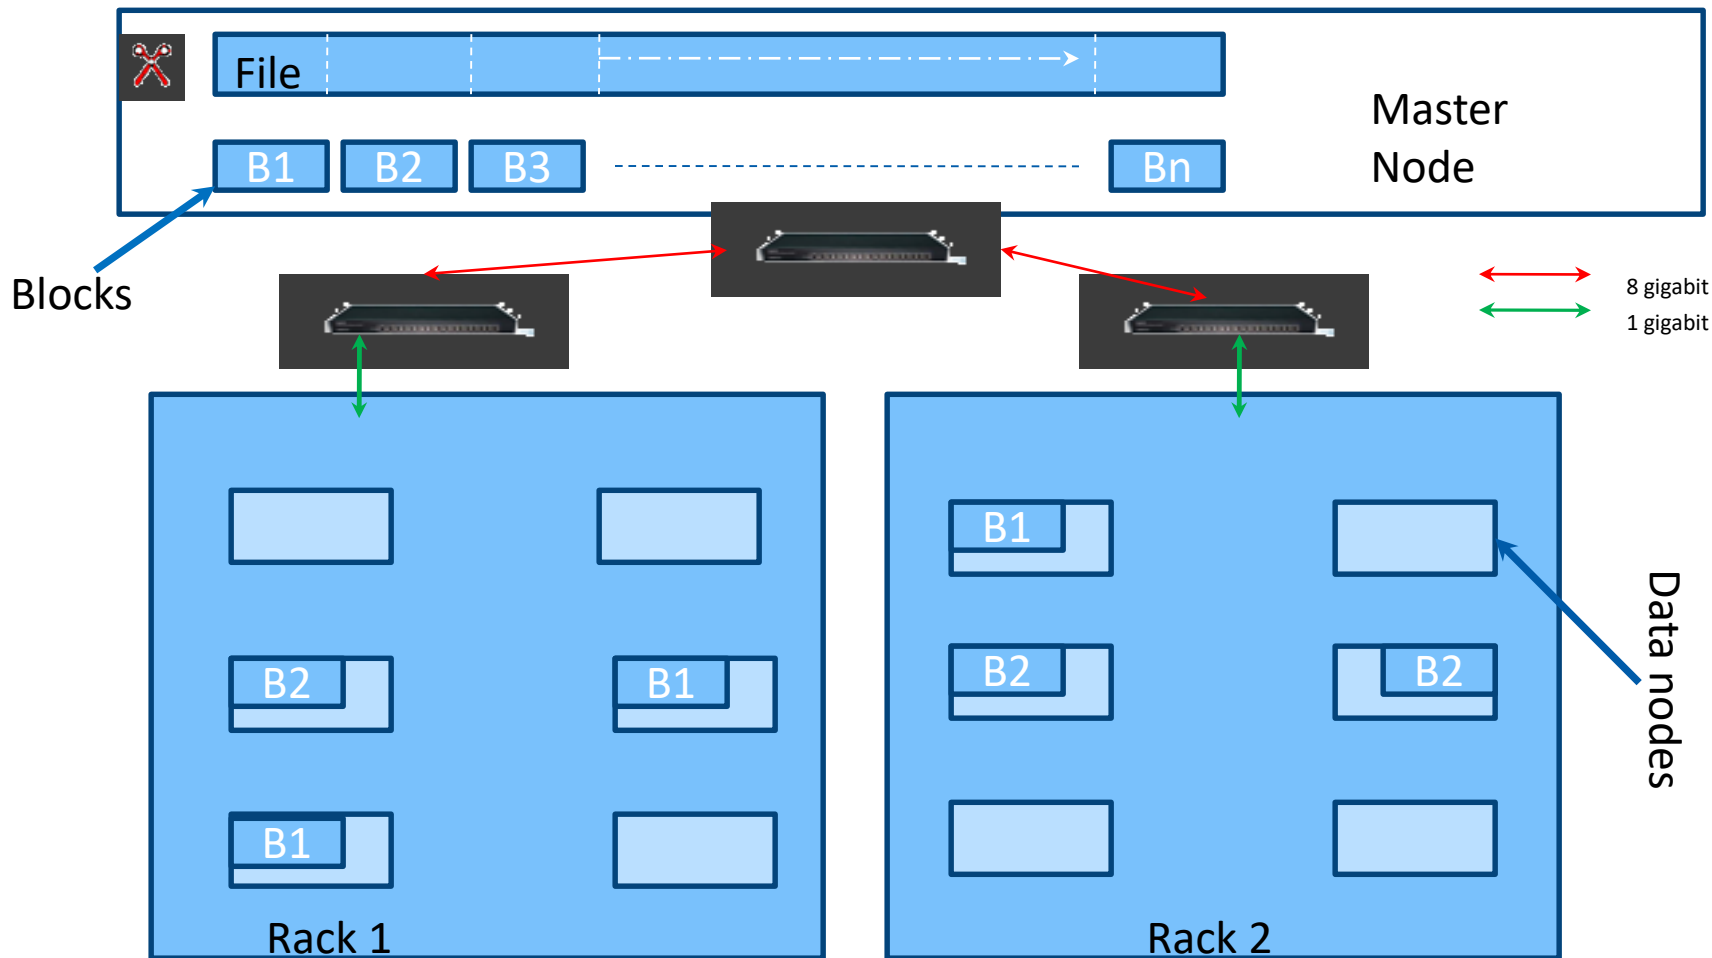 File
Master
Node
B1 B2 B3 Bn
Blocks
8 gigabit
1 gigabit
B1
B2 B1
B2 B2
B1
Data nodes
Rack 1 Rack 2